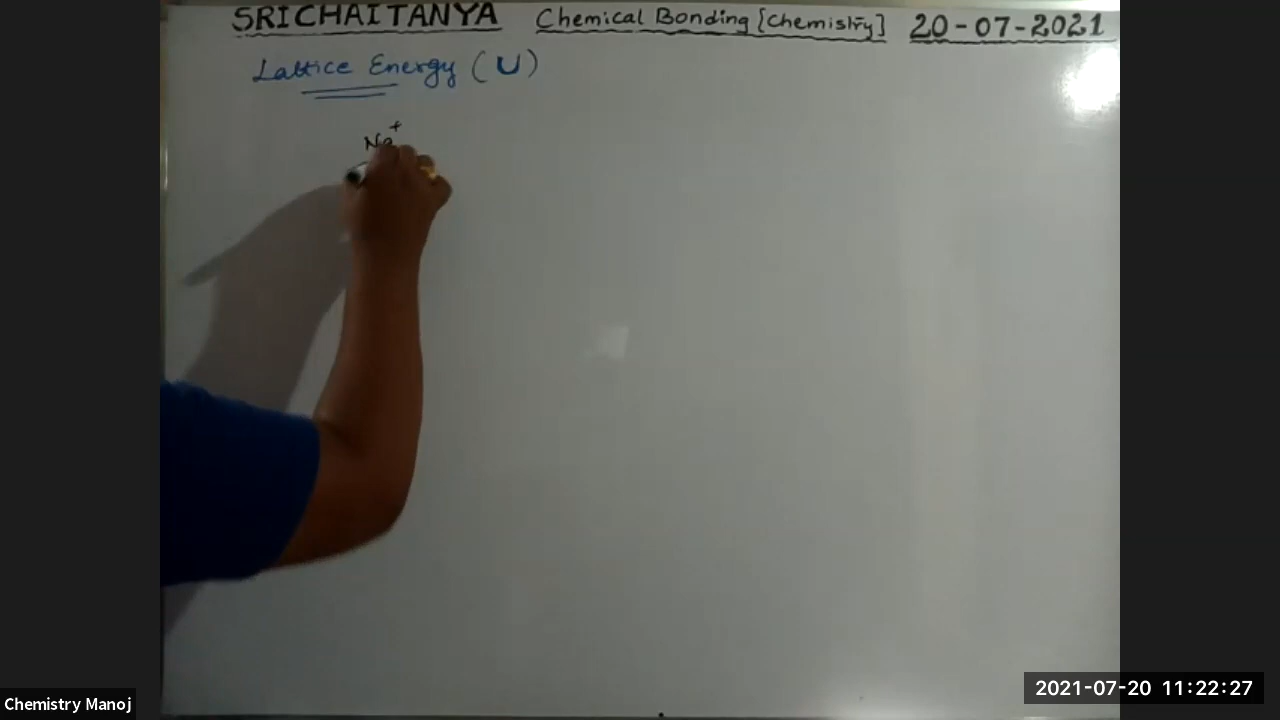 SRICHAITANYA Chemical Bonding [Chemistry] 20-07-2021
Lattice Energy (U)
Na+
Chemistry Manoj
2021-07-20 11:22:27